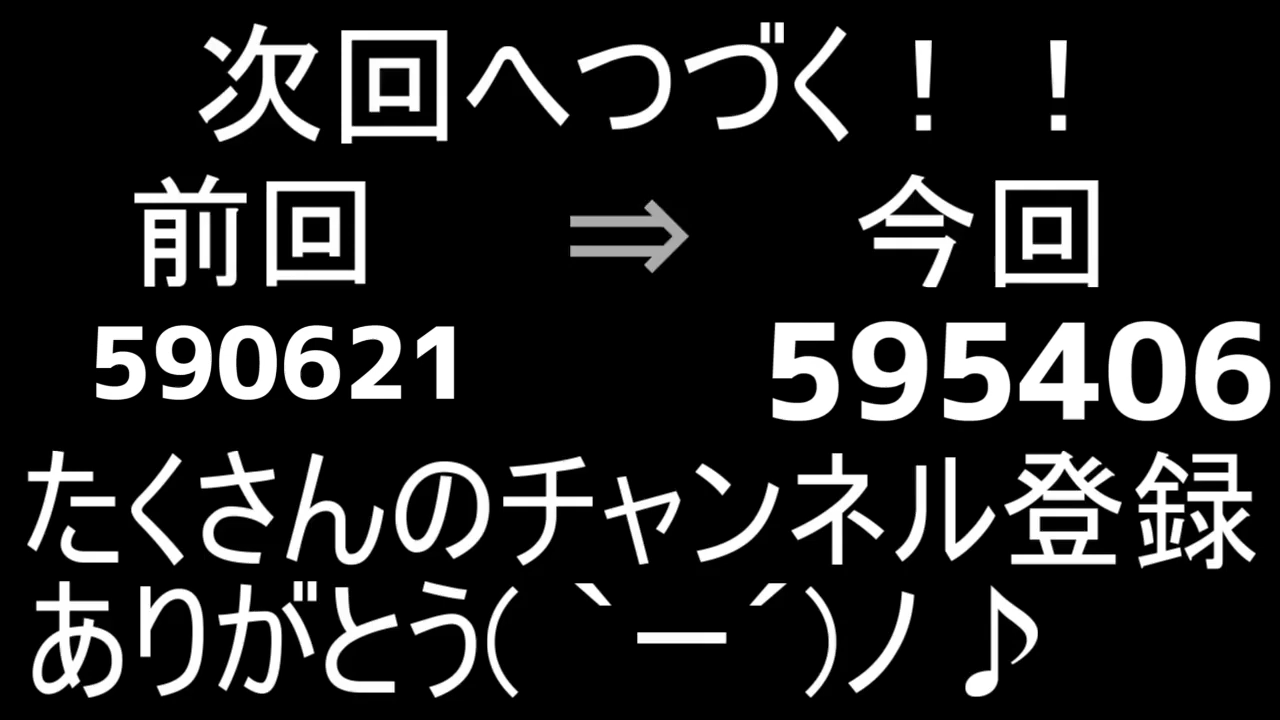 次回へつづく！！
前回 ⇒ 今回
590621 595406
たくさんのチャンネル登録
ありがとう(｀ー´)ノ♪